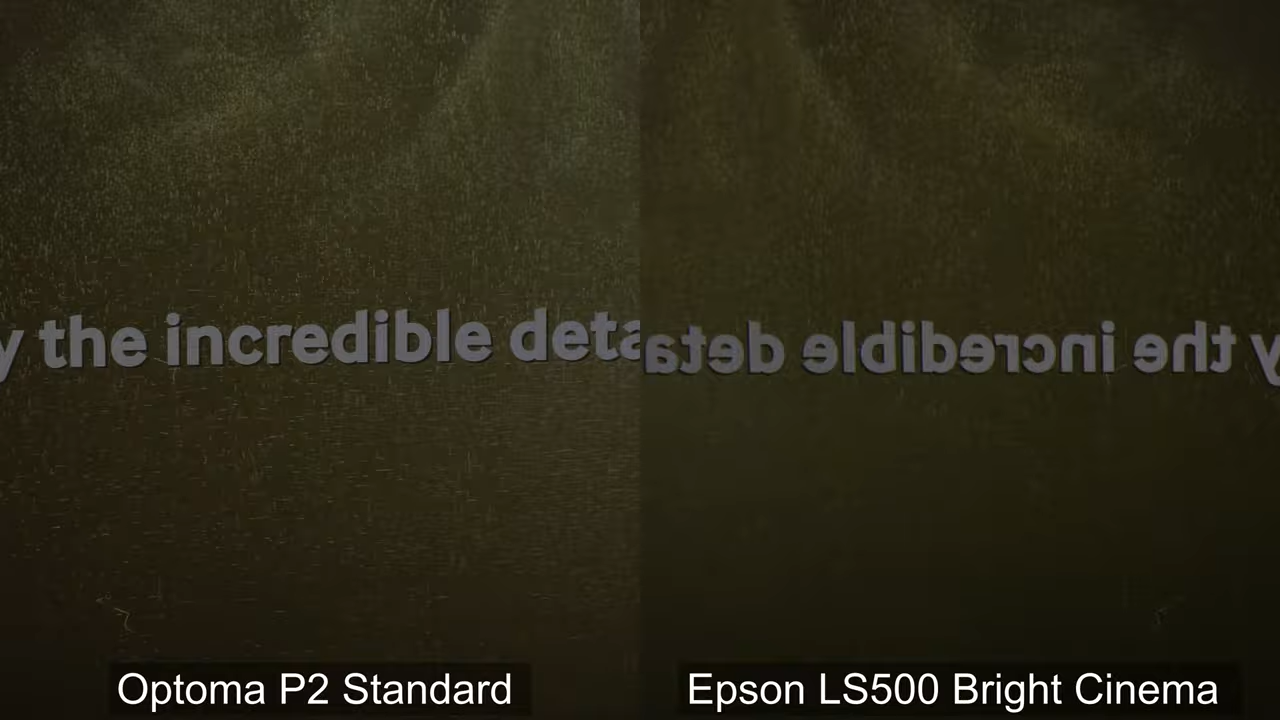 y the incredible deta
y the incredible deta
Optoma P2 Standard
Epson LS500 Bright Cinema